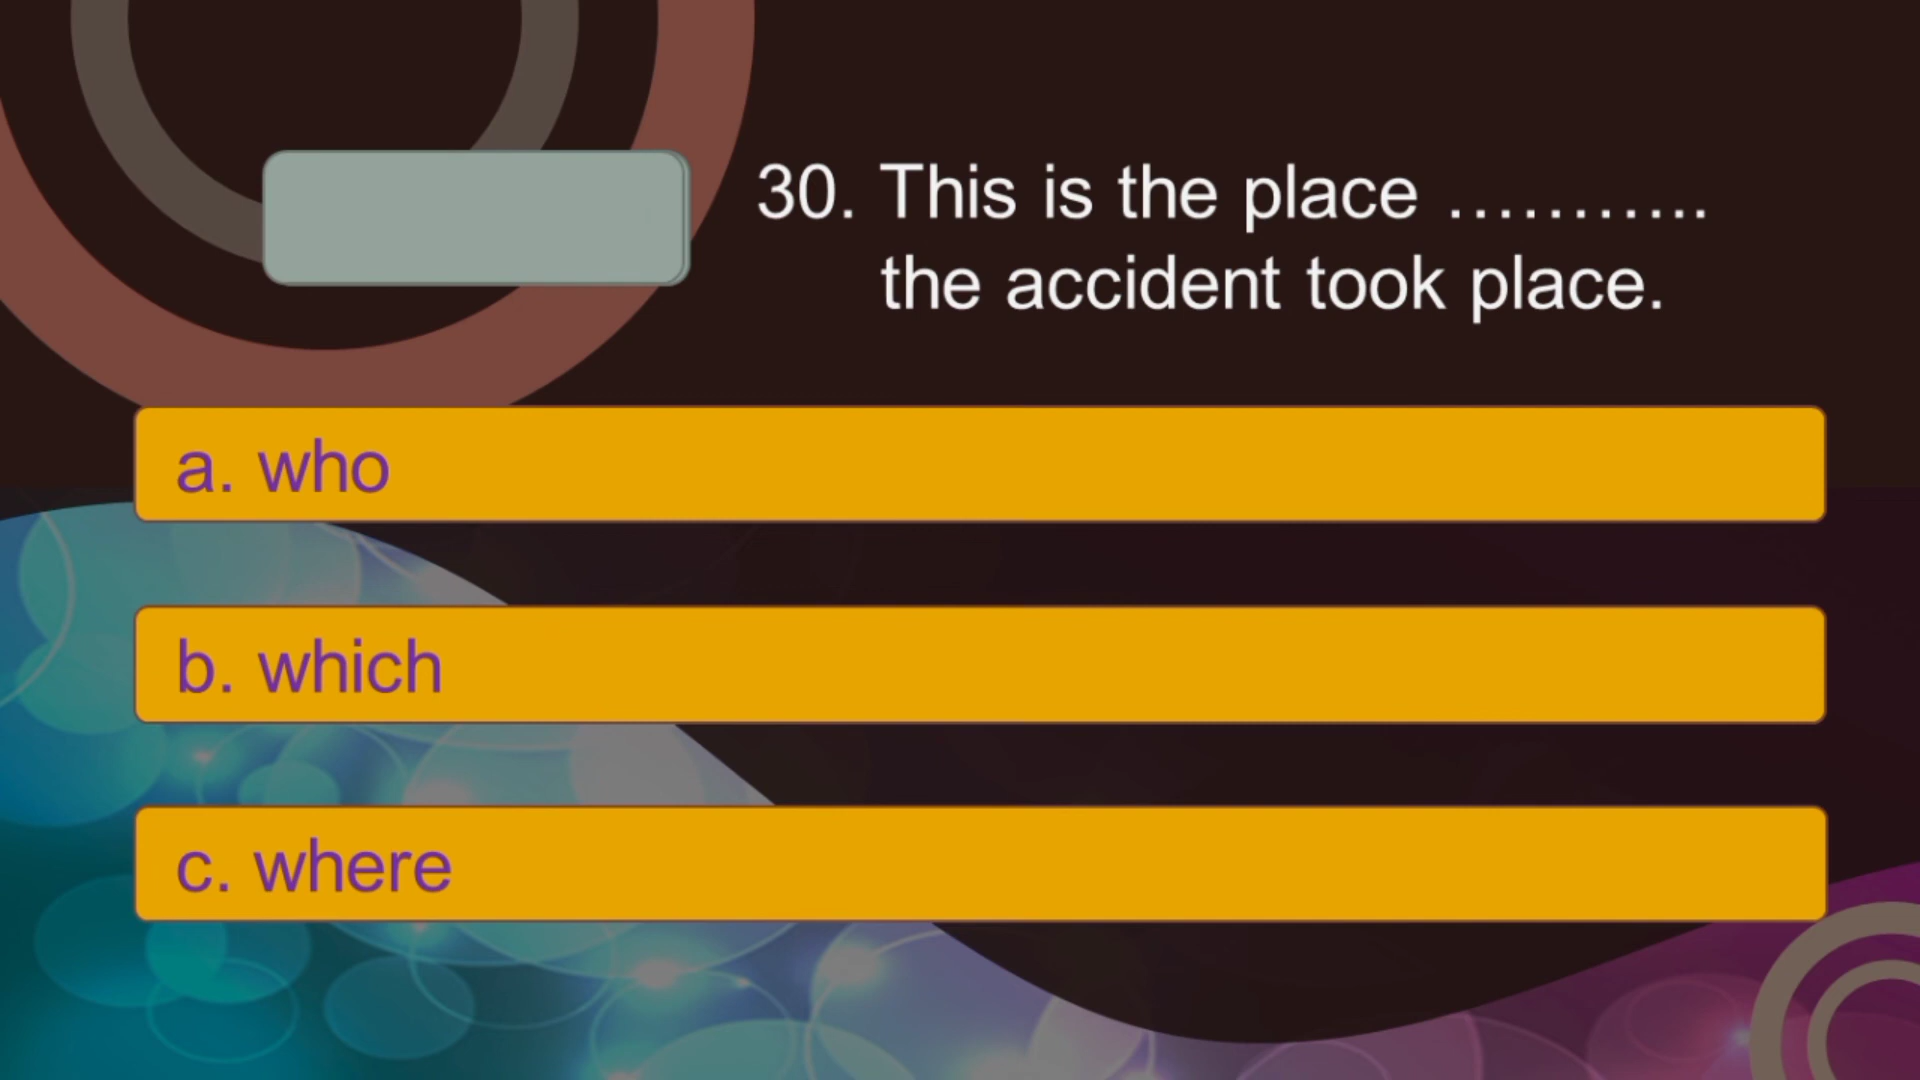 30. This is the place ………..
the accident took place.
a. who
b. which
c. where